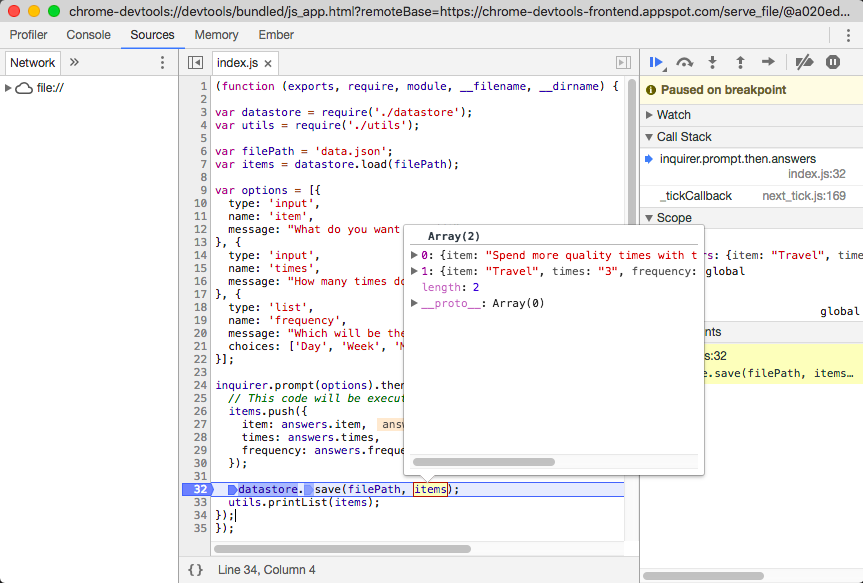 chrome-devtools://devtools/bundled/js_app.html?remoteBase=https://chrome-devtools-frontend.appspot.com/serve_file/@a020ed…
Profiler Console Sources Memory Ember
Network »
file://
index.js ×
1 (function (exports, require, module, __filename, __dirname) {
2
3 var datastore = require('./datastore');
4 var utils = require('./utils');
5
6 var filePath = 'data.json';
7 var items = datastore.load(filePath);
8
9 var options = [{
10 type: 'input',
11 name: 'item',
12 message: "What do you want
13 }, {
14 type: 'input',
15 name: 'times',
16 message: "How many times do
17 }, {
18 type: 'list',
19 name: 'frequency',
20 message: "Which will be the
21 choices: ['Day', 'Week', '
22 }];
23
24 inquirer.prompt(options).then
25 // This code will be execut
26 items.push({
27 item: answers.item, answ
28 times: answers.times,
29 frequency: answers.freque
30 });
31
32 datastore.save(filePath, items);
33 utils.printList(items);
34 });
35 });
{} Line 34, Column 4
Array(2)
0: {item: "Spend more quality times with t
1: {item: "Travel", times: "3", frequency:
length: 2
__proto__: Array(0)
Paused on breakpoint
Watch
Call Stack
inquirer.prompt.then.answers
index.js:32
_tickCallback next_tick.js:169
Scope
rs: {item: "Travel", time
global
global
nts
s:32
e.save(filePath, items…